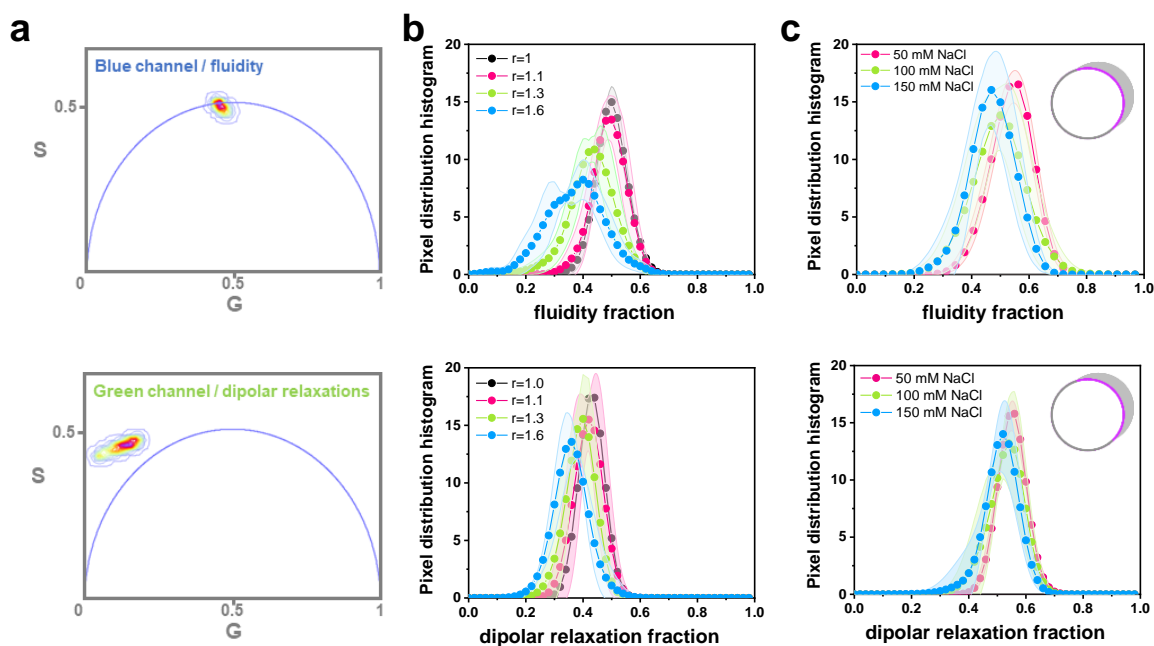 a
Blue channel / fluidity
0.5
S
0
0.5
1
G
Green channel / dipolar relaxations
0.5
S
0
0.5
1
G
b
20
15
10
5
0
Pixel distribution histogram
r=1
r=1.1
r=1.3
r=1.6
0.0 0.2 0.4 0.6 0.8 1.0
fluidity fraction
20
15
10
5
0
Pixel distribution histogram
r=1.0
r=1.1
r=1.3
r=1.6
0.0 0.2 0.4 0.6 0.8 1.0
dipolar relaxation fraction
c
20
15
10
5
0
Pixel distribution histogram
50 mM NaCl
100 mM NaCl
150 mM NaCl
0.0 0.2 0.4 0.6 0.8 1.0
fluidity fraction
20
15
10
5
0
Pixel distribution histogram
50 mM NaCl
100 mM NaCl
150 mM NaCl
0.0 0.2 0.4 0.6 0.8 1.0
dipolar relaxation fraction